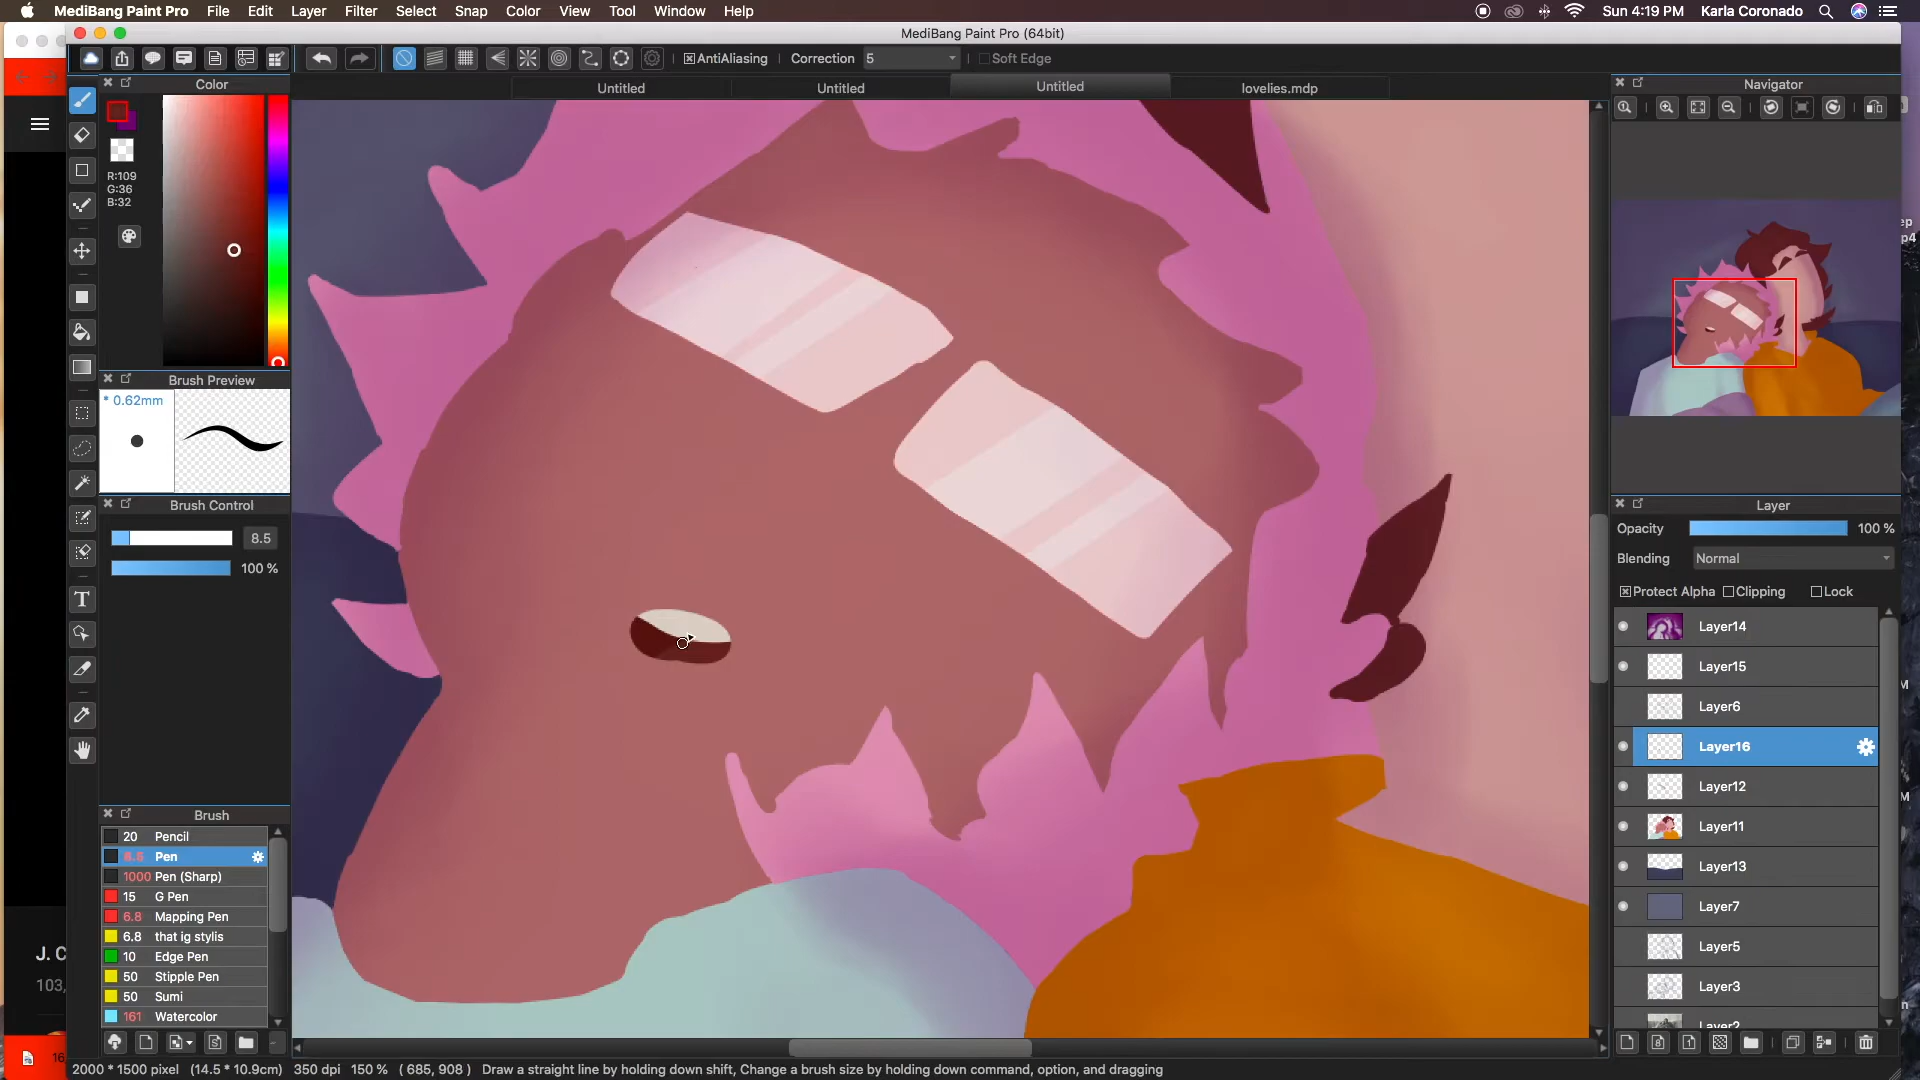 MediBang Paint Pro File Edit Layer Filter Select Snap Color View Tool Window Help Sun 4:19 PM Karla Coronado
MediBang Paint Pro (64bit)
AntiAliasing Correction 5 Soft Edge
Untitled Untitled Untitled lovelies.mdp
Color
R:109
G:36
B:32
Brush Preview
* 0.62mm
Brush Control
8.5
100 %
Brush
20 Pencil
Pen
1000 Pen (Sharp)
15 G Pen
6.8 Mapping Pen
6.8 that ig stylis
10 Edge Pen
50 Stipple Pen
50 Sumi
161 Watercolor
T
Navigator
Layer
Opacity 100 %
Blending Normal
Protect Alpha Clipping Lock
Layer14
Layer15
Layer6
Layer16
Layer12
Layer11
Layer13
Layer7
Layer5
Layer3
Layer2
J. C
103,
16
p4
2000 * 1500 pixel (14.5 * 10.9cm) 350 dpi 150 % ( 685, 908 ) Draw a straight line by holding down shift, Change a brush size by holding down command, option, and dragging